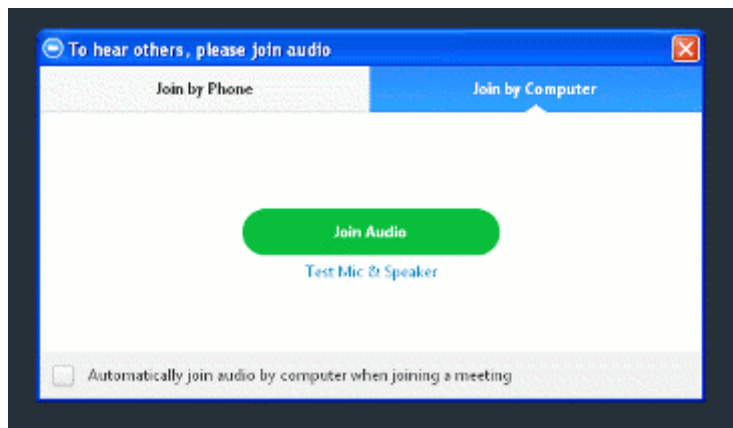 To hear others, please join audio
Join by Phone
Join by Computer
Join Audio
Test Mic & Speaker
Automatically join audio by computer when joining a meeting